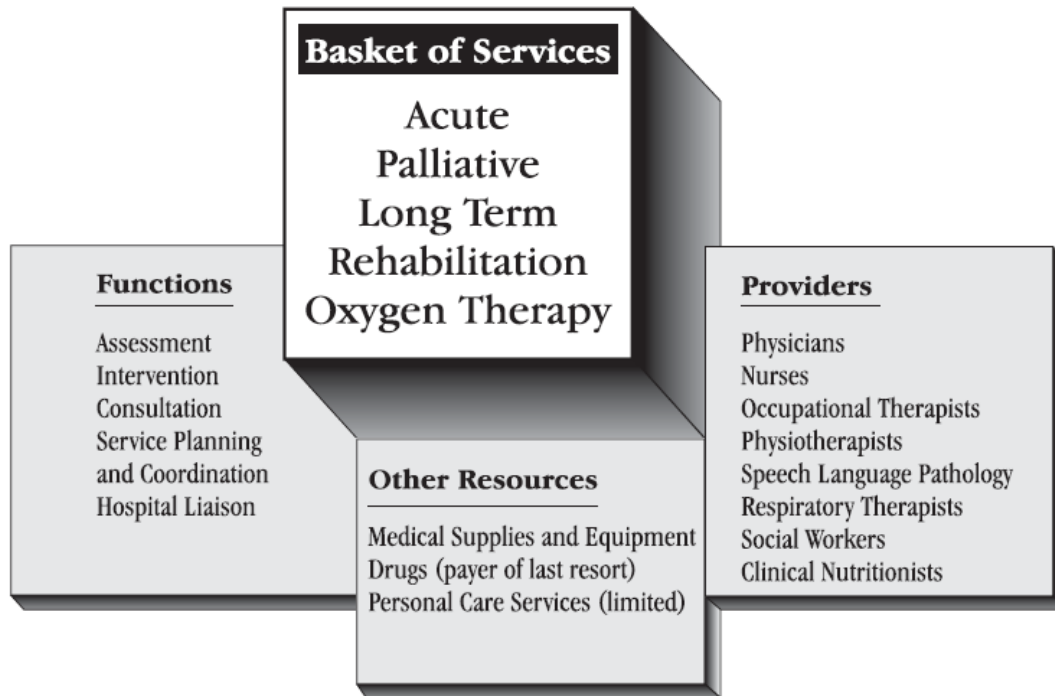 Basket of Services
Acute
Palliative
Long Term
Rehabilitation
Oxygen Therapy
Functions
Assessment
Intervention
Consultation
Service Planning
and Coordination
Hospital Liaison
Other Resources
Medical Supplies and Equipment
Drugs (payer of last resort)
Personal Care Services (limited)
Providers
Physicians
Nurses
Occupational Therapists
Physiotherapists
Speech Language Pathology
Respiratory Therapists
Social Workers
Clinical Nutritionists